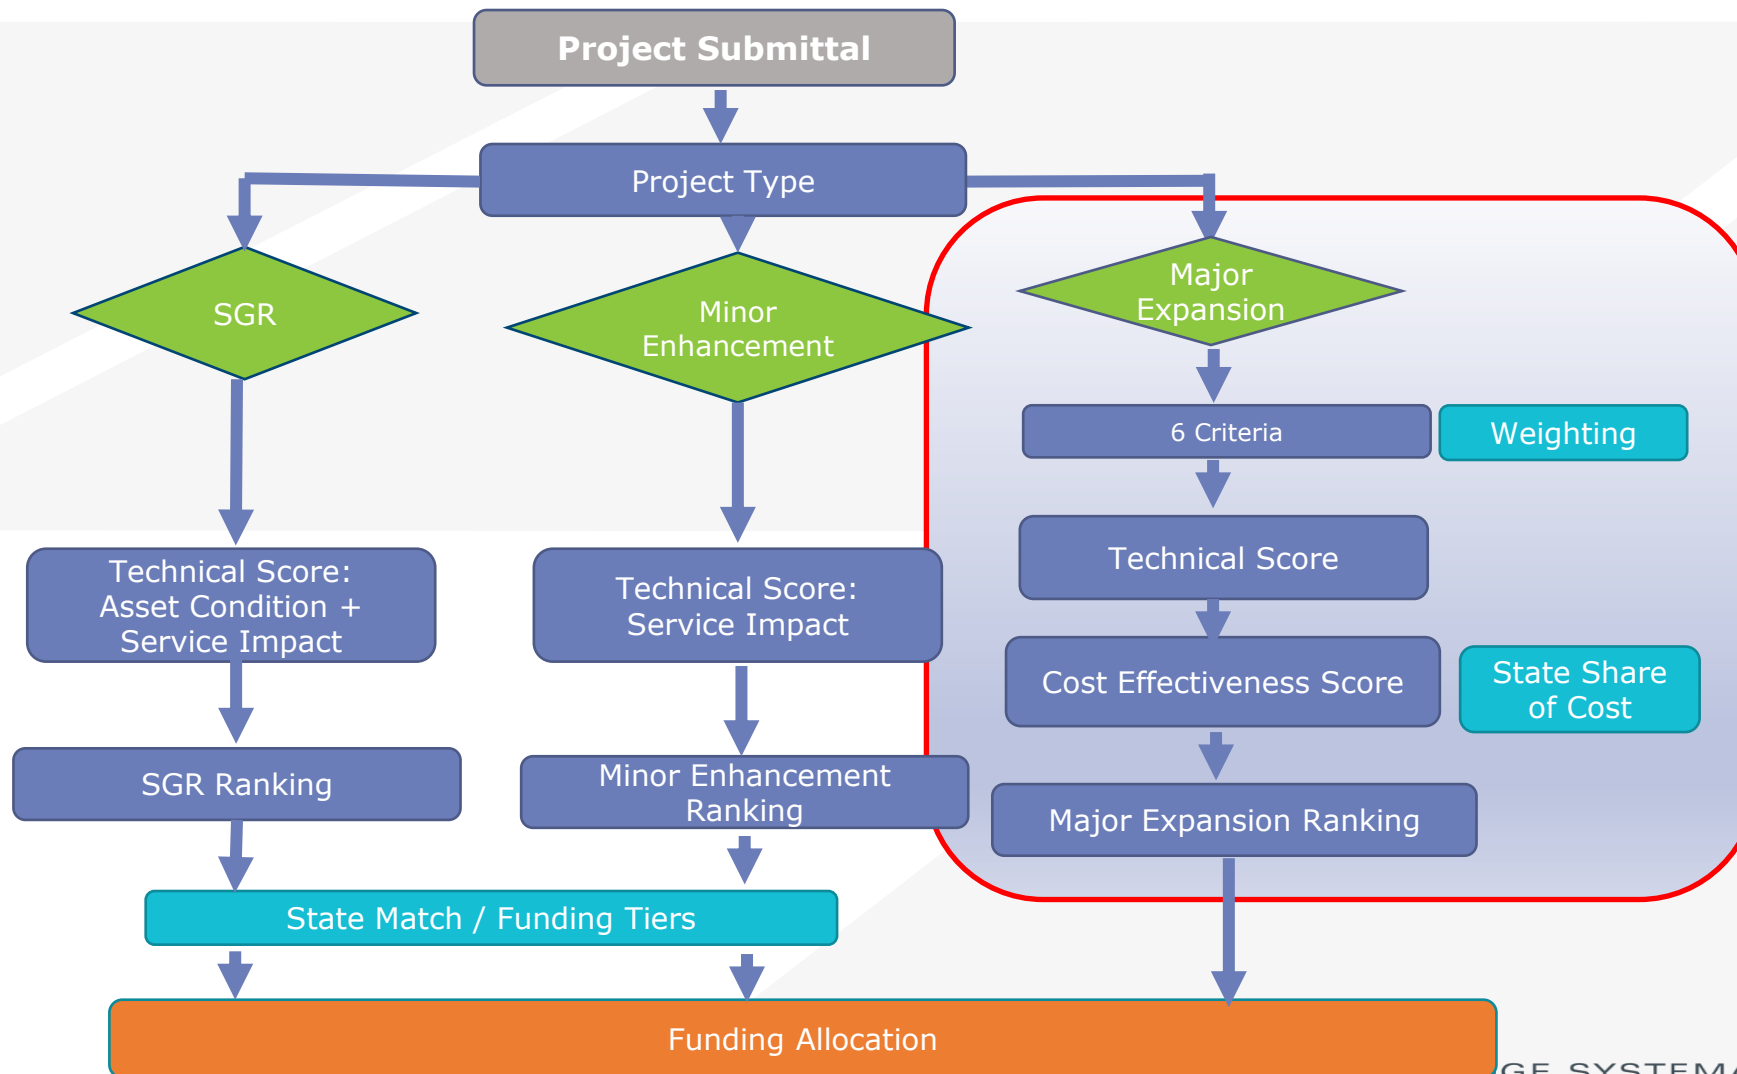 Project Submittal
Project Type
SGR
Minor
Enhancement
Major
Expansion
6 Criteria
Weighting
Technical Score:
Asset Condition +
Service Impact
Technical Score:
Service Impact
Technical Score
Cost Effectiveness Score
State Share
of Cost
SGR Ranking
Minor Enhancement
Ranking
Major Expansion Ranking
State Match / Funding Tiers
Funding Allocation